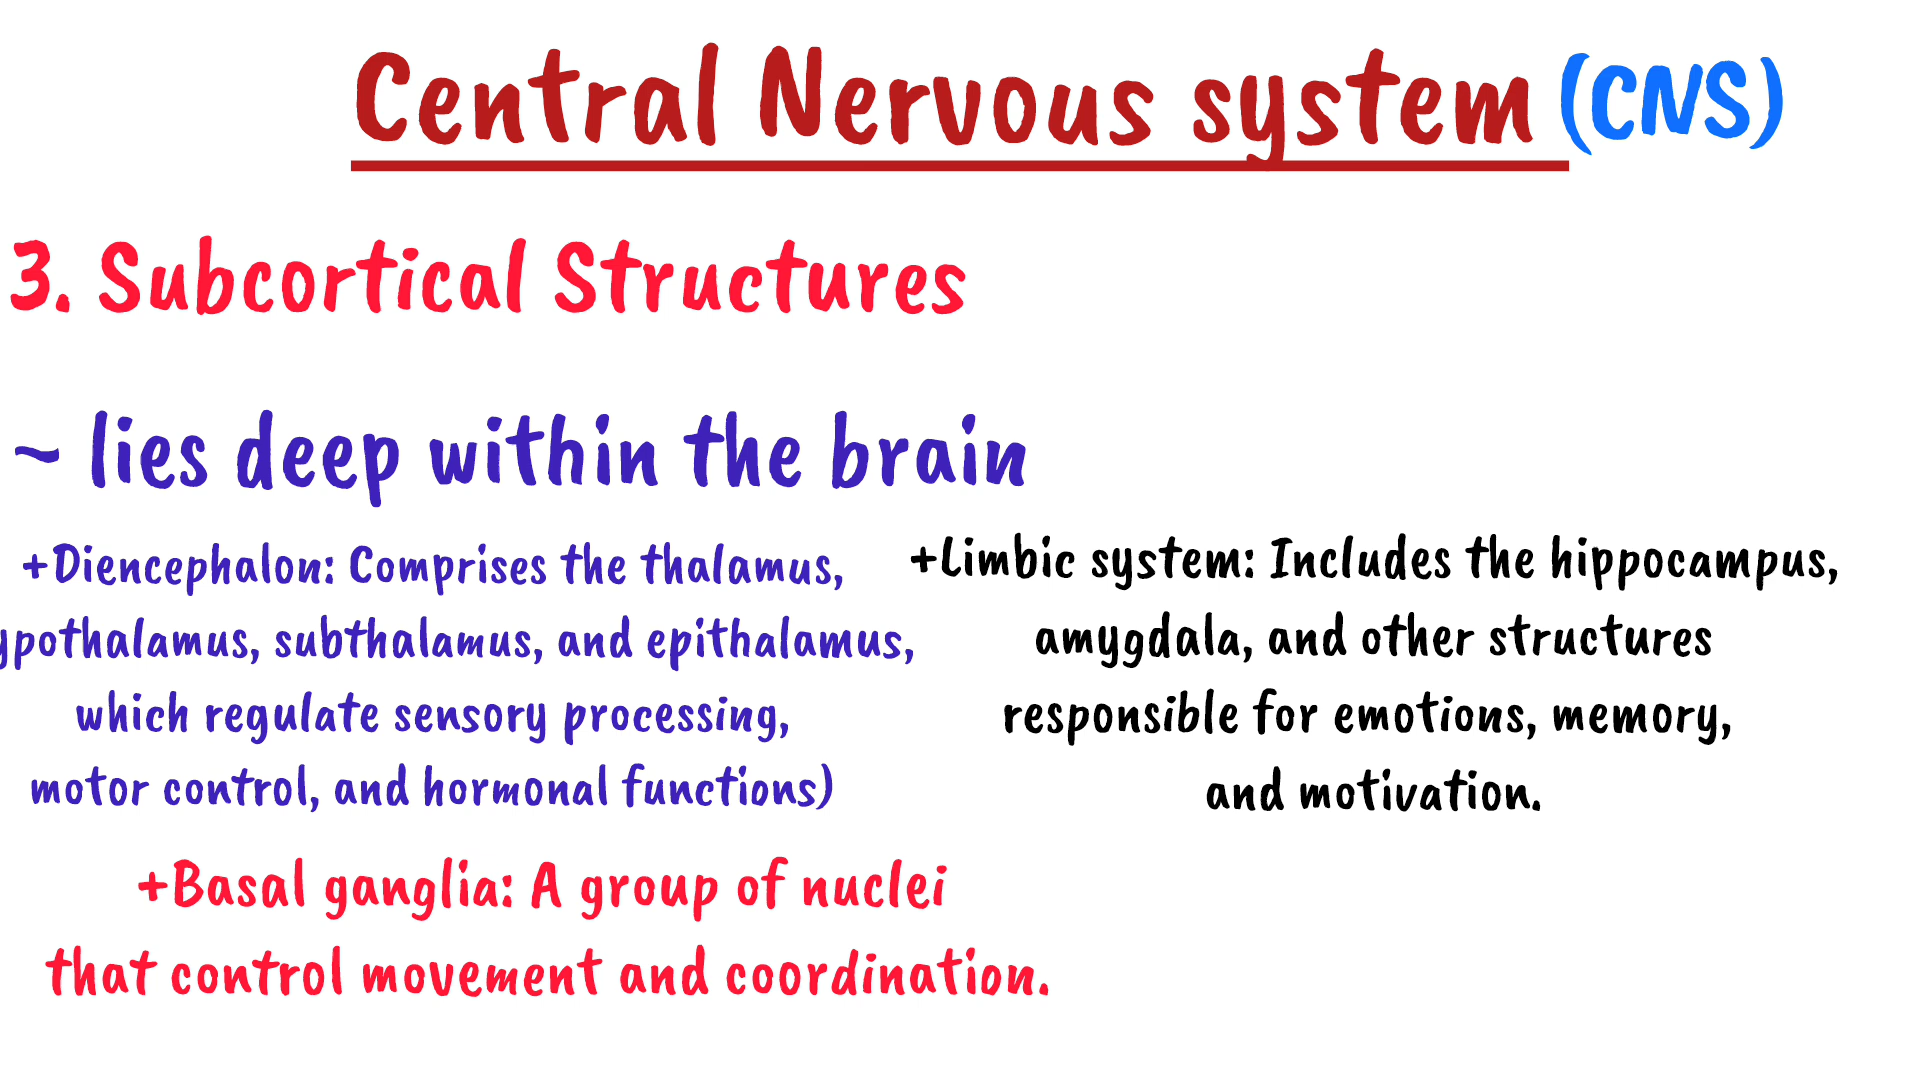 Central Nervous system (CNS)
3. Subcortical Structures
~ lies deep within the brain
+Diencephalon: Comprises the thalamus,
ypothalamus, subthalamus, and epithalamus,
which regulate sensory processing,
motor control, and hormonal functions)
+Limbic system: Includes the hippocampus,
amygdala, and other structures
responsible for emotions, memory,
and motivation.
+Basal ganglia: A group of nuclei
that control movement and coordination.